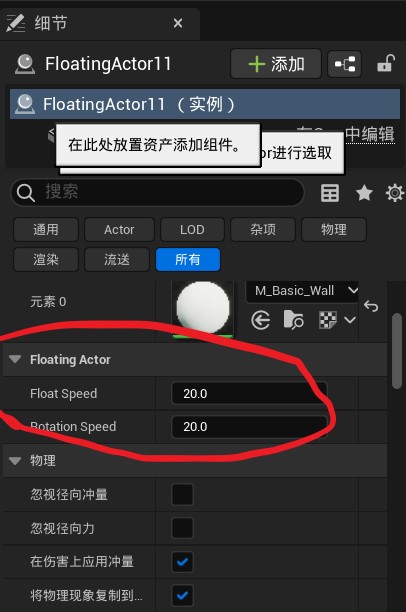 细节
FloatingActor11
添加
FloatingActor11 （实例）
中编辑
在此处放置资产添加组件。
or进行选取
搜索
通用 Actor LOD 杂项 物理
渲染 流送 所有
元素 0
M_Basic_Wall
Floating Actor
Float Speed 20.0
Rotation Speed 20.0
物理
忽视径向冲量
忽视径向力
在伤害上应用冲量
将物理现象复制到...